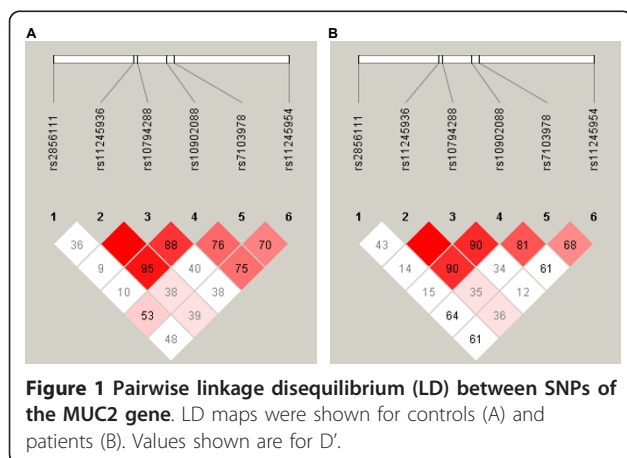 A
B
rs2856111
rs11245936
rs10794288
rs10902088
rs7103978
rs11245954
rs2856111
rs11245936
rs10794288
rs10902088
rs7103978
rs11245954
1 2 3 4 5 6
1 2 3 4 5 6
36 88 76 70
9 95 40 75
10 38 38
53 39
48
43 90 81 68
14 90 34 61
15 35 12
64 36
61
Figure 1 Pairwise linkage disequilibrium (LD) between SNPs of
the MUC2 gene. LD maps were shown for controls (A) and
patients (B). Values shown are for D'.